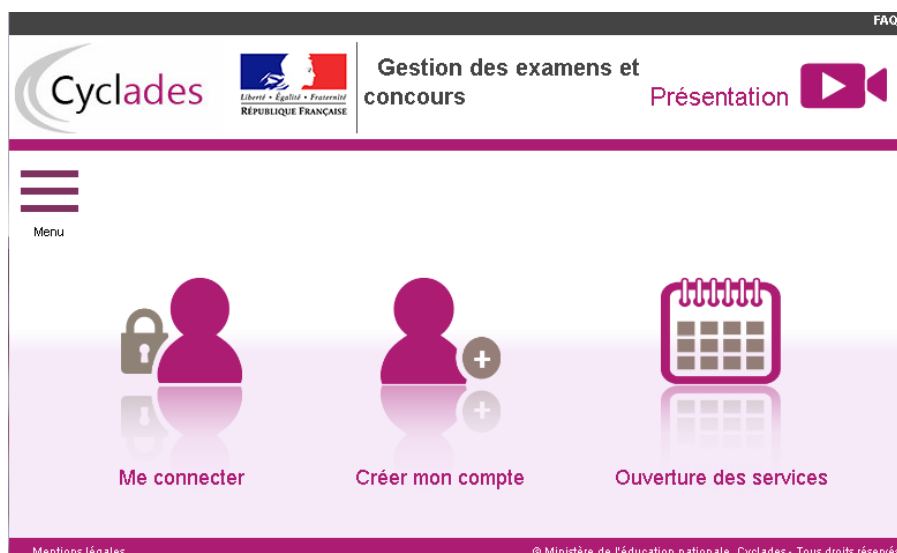 FAQ
Cyclades
Liberté • Égalité • Fraternité
RÉPUBLIQUE FRANÇAISE
Gestion des examens et
concours
Présentation
Menu
Me connecter
Créer mon compte
Ouverture des services
Mentions légales
© Ministère de l'éducation nationale, Cyclades - Tous droits réservés